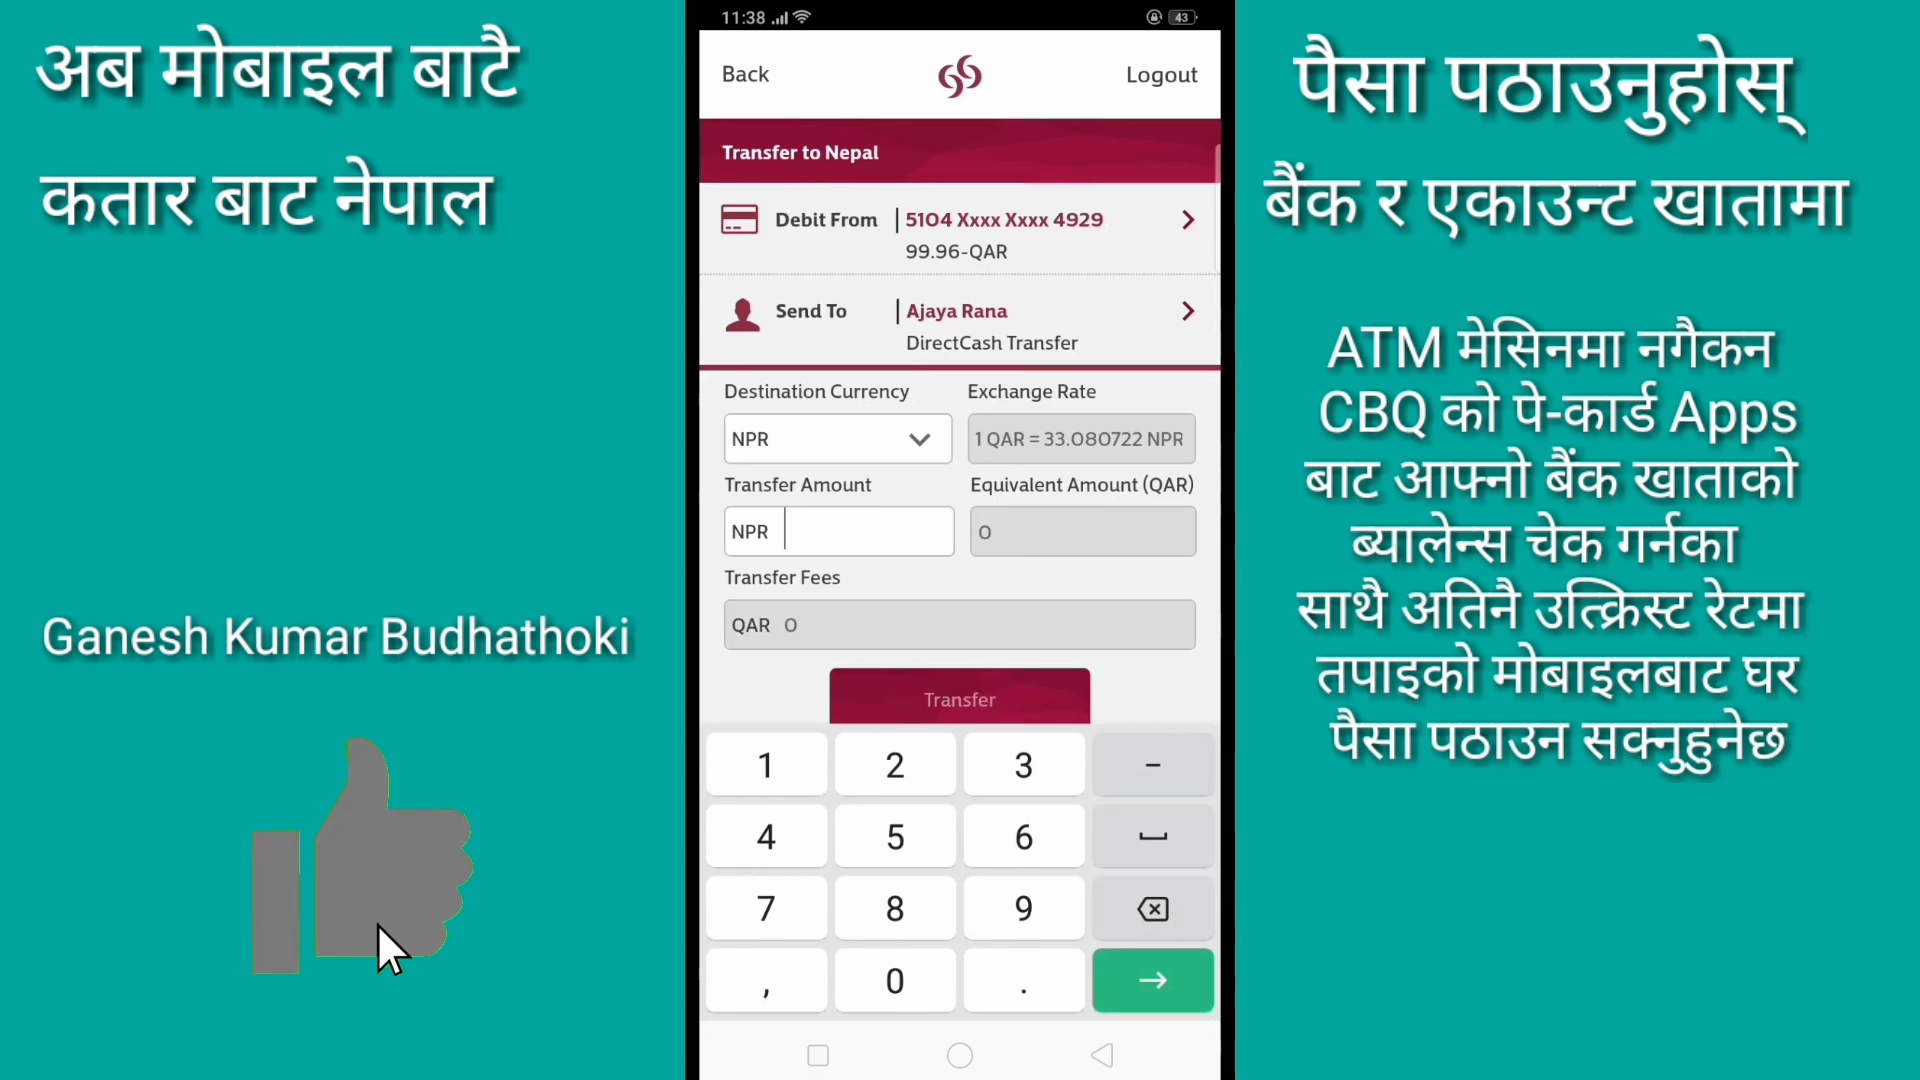 अब मोबाइल बाटै
कतार बाट नेपाल
Ganesh Kumar Budhathoki
11:38
43
Back
Logout
Transfer to Nepal
Debit From
5104 Xxxx Xxxx 4929
99.96-QAR
Send To
Ajaya Rana
DirectCash Transfer
Destination Currency
Exchange Rate
NPR
1 QAR = 33.080722 NPR
Transfer Amount
Equivalent Amount (QAR)
NPR
0
Transfer Fees
QAR 0
Transfer
1 2 3 -
4 5 6
7 8 9
, 0 .
पैसा पठाउनुहोस्
बैंक र एकाउन्ट खातामा
ATM मेसिनमा नगैकन
CBQ को पे-कार्ड Apps
बाट आफ्नो बैंक खाताको
ब्यालेन्स चेक गर्नका
साथै अतिनै उत्क्रिस्ट रेटमा
तपाइको मोबाइलबाट घर
पैसा पठाउन सक्नुहुनेछ